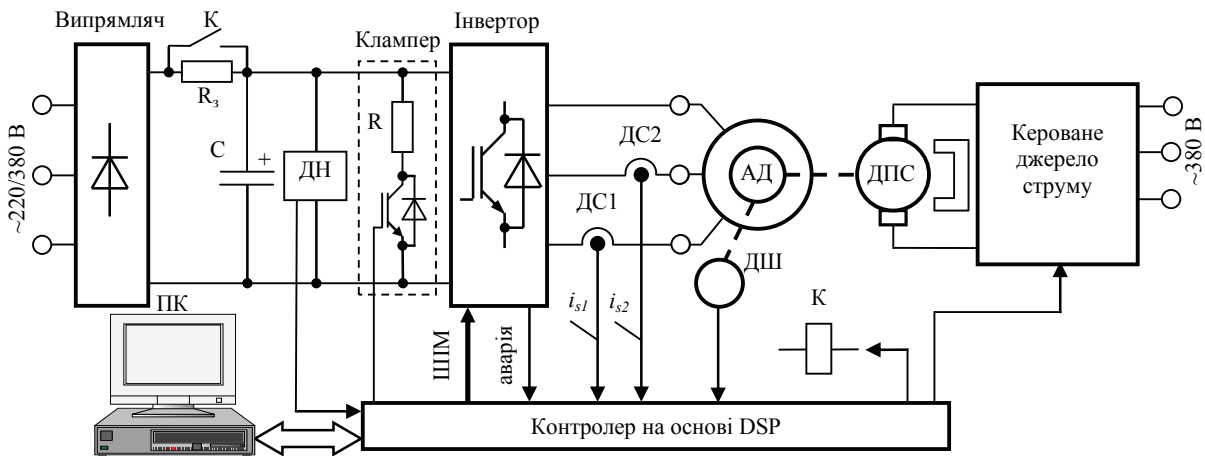 Випрямляч
К
Rз
~220/380 В
С
+
ДН
Клампер
R
Інвертор
ДС2
ДС1
АД
ДПС
Кероване
джерело
струму
~380 В
ДШ
ПК
ШІМ
аварія
is1
is2
К
Контролер на основі DSP